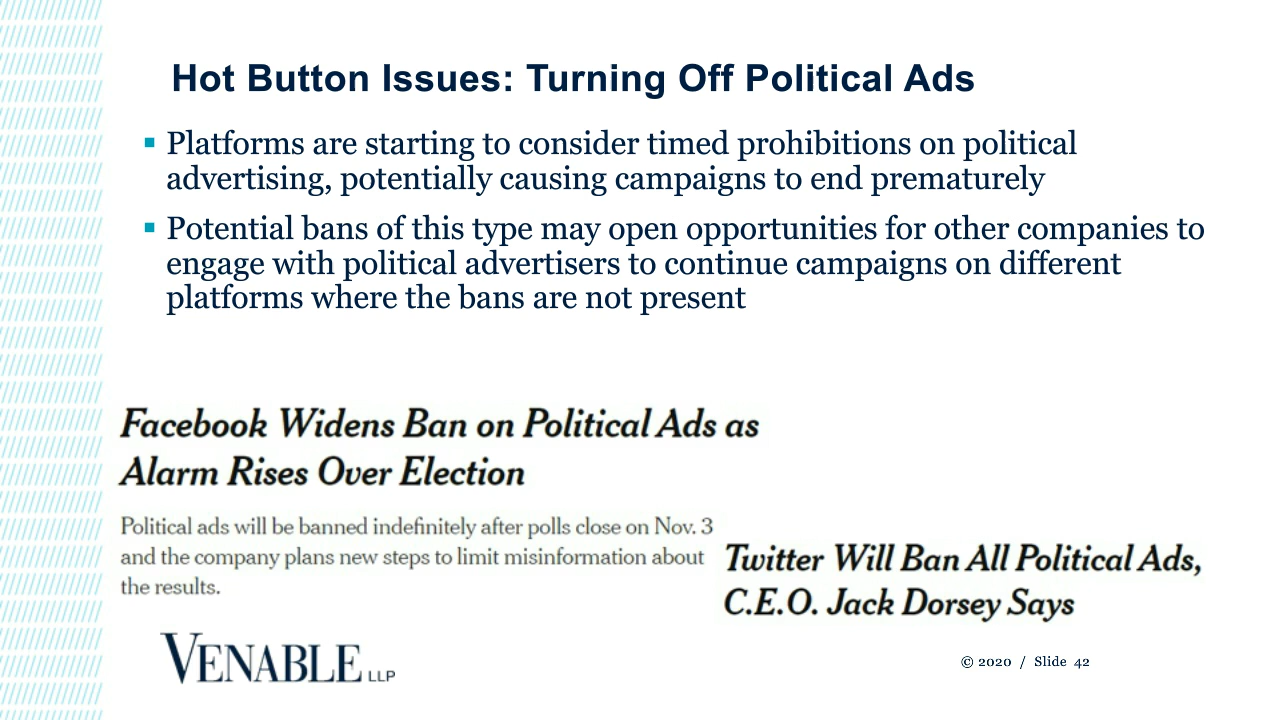 Hot Button Issues: Turning Off Political Ads
▪ Platforms are starting to consider timed prohibitions on political
advertising, potentially causing campaigns to end prematurely
▪ Potential bans of this type may open opportunities for other companies to
engage with political advertisers to continue campaigns on different
platforms where the bans are not present
Facebook Widens Ban on Political Ads as
Alarm Rises Over Election
Political ads will be banned indefinitely after polls close on Nov. 3
and the company plans new steps to limit misinformation about
the results.
Twitter Will Ban All Political Ads,
C.E.O. Jack Dorsey Says
VENABLE LLP
© 2020 / Slide 42